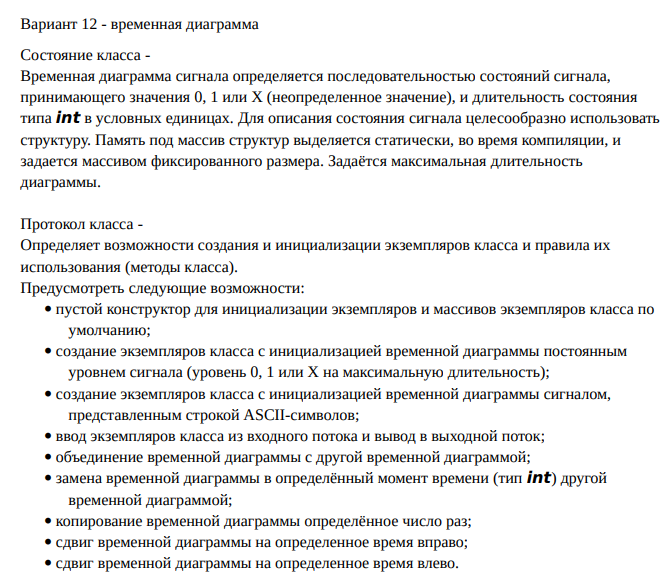 Вариант 12 - временная диаграмма
Состояние класса -
Временная диаграмма сигнала определяется последовательностью состояний сигнала,
принимающего значения 0, 1 или X (неопределенное значение), и длительность состояния
типа int в условных единицах. Для описания состояния сигнала целесообразно использовать
структуру. Память под массив структур выделяется статически, во время компиляции, и
задается массивом фиксированного размера. Задаётся максимальная длительность
диаграммы.
Протокол класса -
Определяет возможности создания и инициализации экземпляров класса и правила их
использования (методы класса).
Предусмотреть следующие возможности:
• пустой конструктор для инициализации экземпляров и массивов экземпляров класса по
умолчанию;
• создание экземпляров класса с инициализацией временной диаграммы постоянным
уровнем сигнала (уровень 0, 1 или X на максимальную длительность);
• создание экземпляров класса с инициализацией временной диаграммы сигналом,
представленным строкой ASCII-символов;
• ввод экземпляров класса из входного потока и вывод в выходной поток;
• объединение временной диаграммы с другой временной диаграммой;
• замена временной диаграммы в определённый момент времени (тип int) другой
временной диаграммой;
• копирование временной диаграммы определённое число раз;
• сдвиг временной диаграммы на определенное время вправо;
• сдвиг временной диаграммы на определенное время влево.